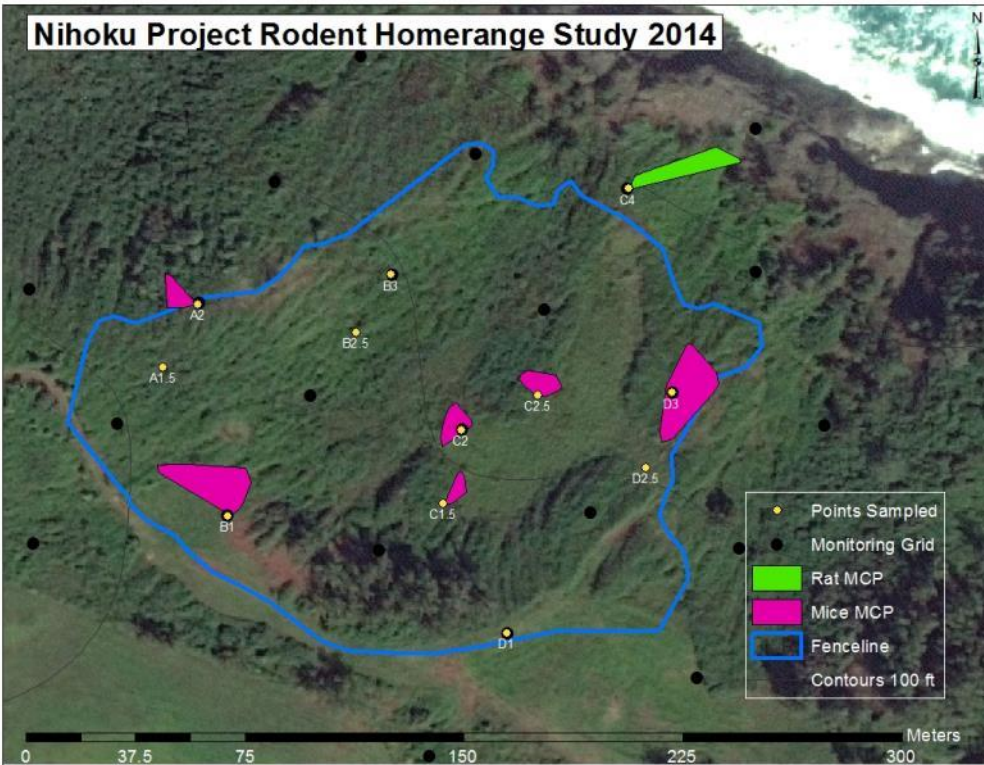 Nihoku Project Rodent Homerange Study 2014
N
C4
B3
A2
B2.5
A1.5
C2.5
D3
C2
D2.5
C1.5
B1
D1
Points Sampled
Monitoring Grid
Rat MCP
Mice MCP
Fenceline
Contours 100 ft
Meters
0 37.5 75 150 225 300